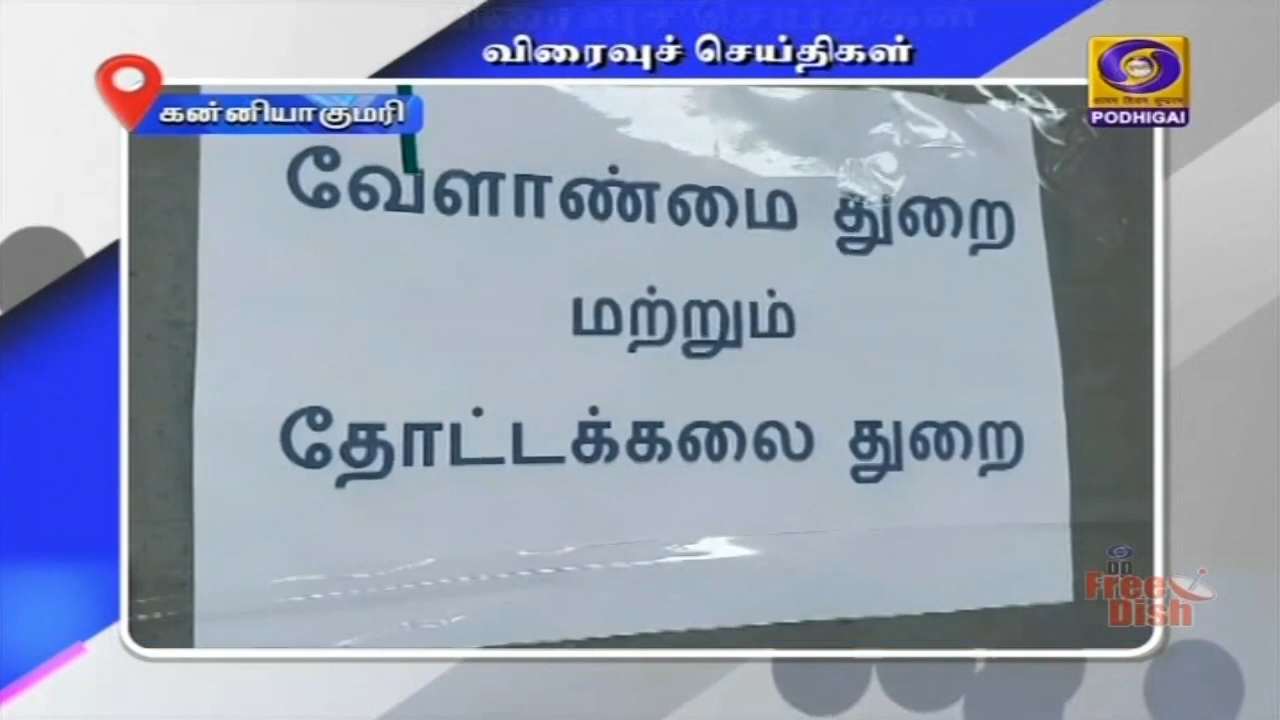 விரைவுச் செய்திகள்
கன்னியாகுமரி
PODHIGAI
வேளாண்மை துறை
மற்றும்
தோட்டக்கலை துறை
DD
Free
Dish